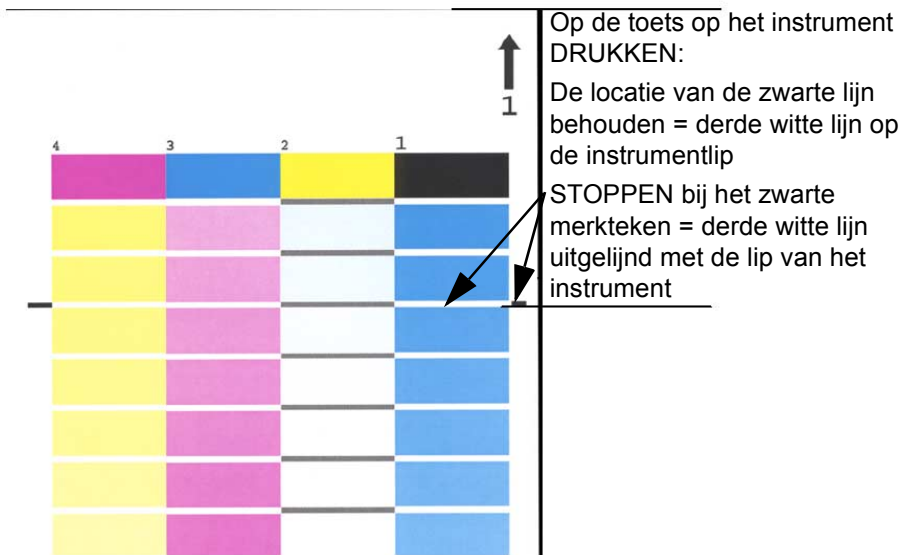 Op de toets op het instrument
DRUKKEN:
De locatie van de zwarte lijn
behouden = derde witte lijn op
de instrumentlip
STOPPEN bij het zwarte
merkteken = derde witte lijn
uitgelijnd met de lip van het
instrument
1
4 3 2 1